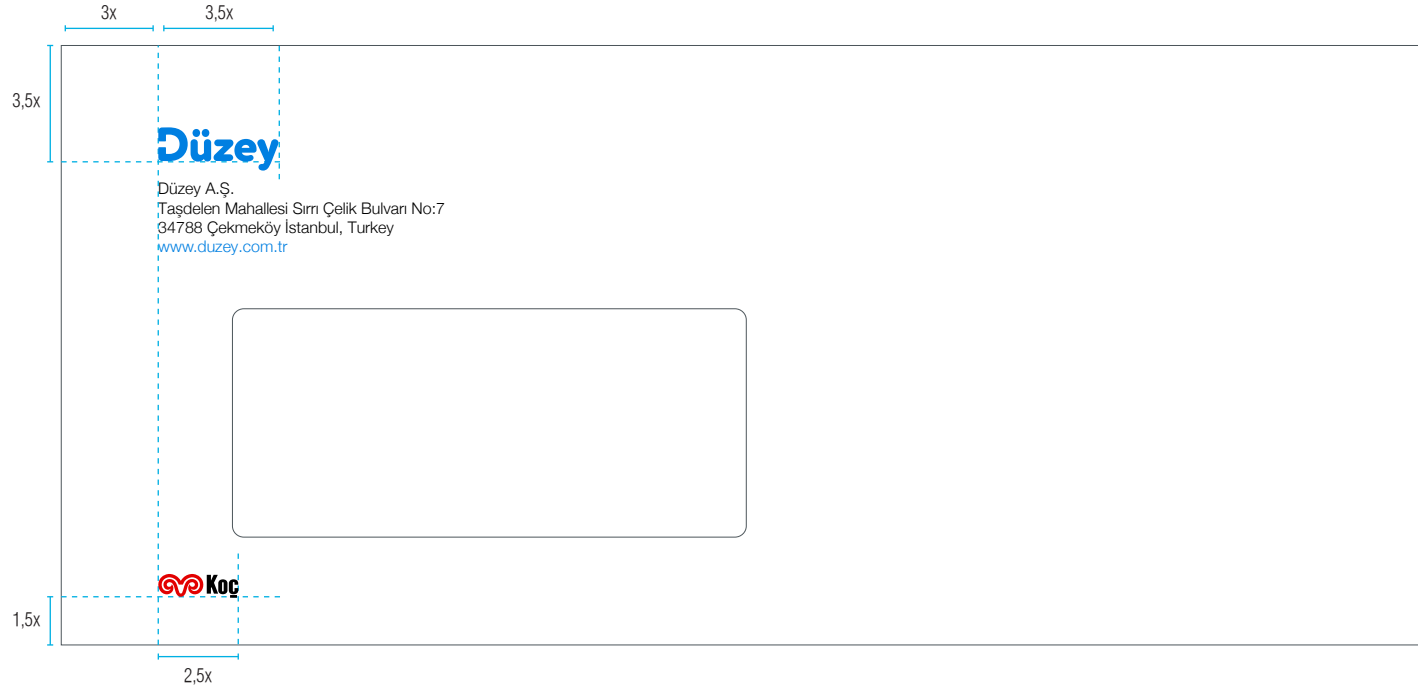 3x 3,5x
3,5x
Düzey
Düzey A.Ş.
Taşdelen Mahallesi Sırrı Çelik Bulvarı No:7
34788 Çekmeköy İstanbul, Turkey
www.duzey.com.tr
Koç
1,5x
2,5x